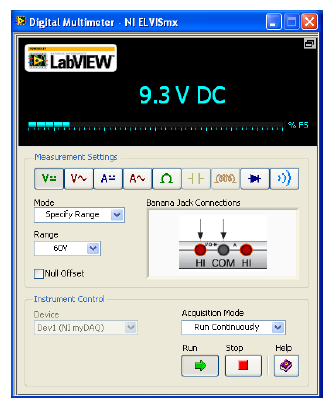 Digital Multimeter - NI ELVISmx
LabVIEW
9.3 V DC
% FS
Measurement Settings
V V A A Ω
Mode
Banana Jack Connections
Specify Range
Range
60V
HI COM HI
Null Offset
Instrument Control
Device
Acquisition Mode
Dev1 (NI myDAQ)
Run Continuously
Run Stop Help